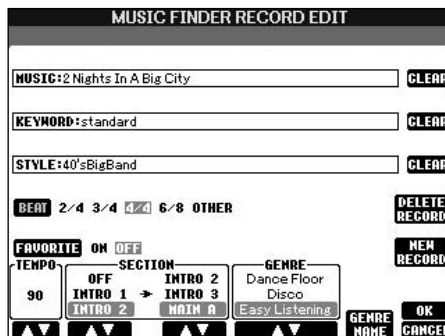 MUSIC FINDER RECORD EDIT
MUSIC:2 Nights In A Big City CLEAR
KEYWORD:standard CLEAR
STYLE:40'sBigBand CLEAR
BEAT 2/4 3/4 4/4 6/8 OTHER
DELETE RECORD
FAVORITE ON OFF
NEW RECORD
TEMPO SECTION GENRE
OFF INTRO 2 Dance Floor
90 INTRO 1 → INTRO 3 Disco
INTRO 2 MAIN A Easy Listening
GENRE NAME
OK
CANCEL